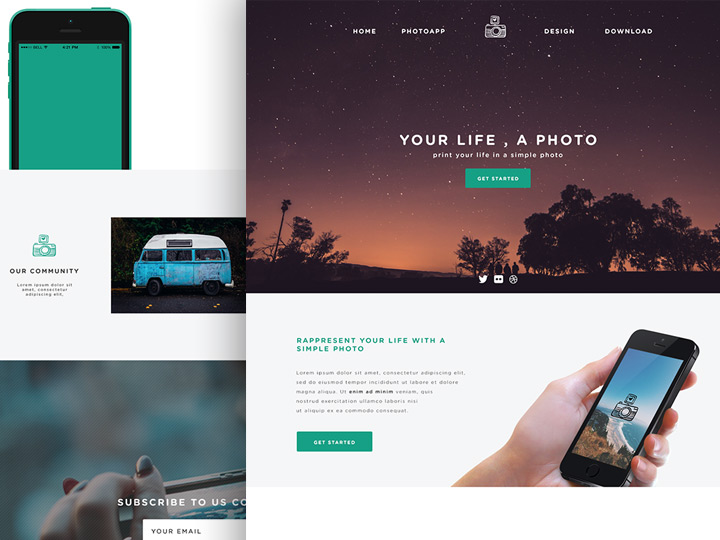 BELL
4:21 PM
100%
OUR COMMUNITY
Lorem ipsum dolor sit
amet, consectetur
adipiscing elit,
SUBSCRIBE TO US CO
YOUR EMAIL
HOME PHOTOAPP DESIGN DOWNLOAD
YOUR LIFE , A PHOTO
print your life in a simple photo
GET STARTED
RAPPRESENT YOUR LIFE WITH A
SIMPLE PHOTO
Lorem ipsum dolor sit amet, consectetur adipiscing elit,
sed do eiusmod tempor incididunt ut labore et dolore
magna aliqua. Ut enim ad minim veniam, quis
nostrud exercitation ullamco laboris nisi
ut aliquip ex ea commodo consequat.
GET STARTED